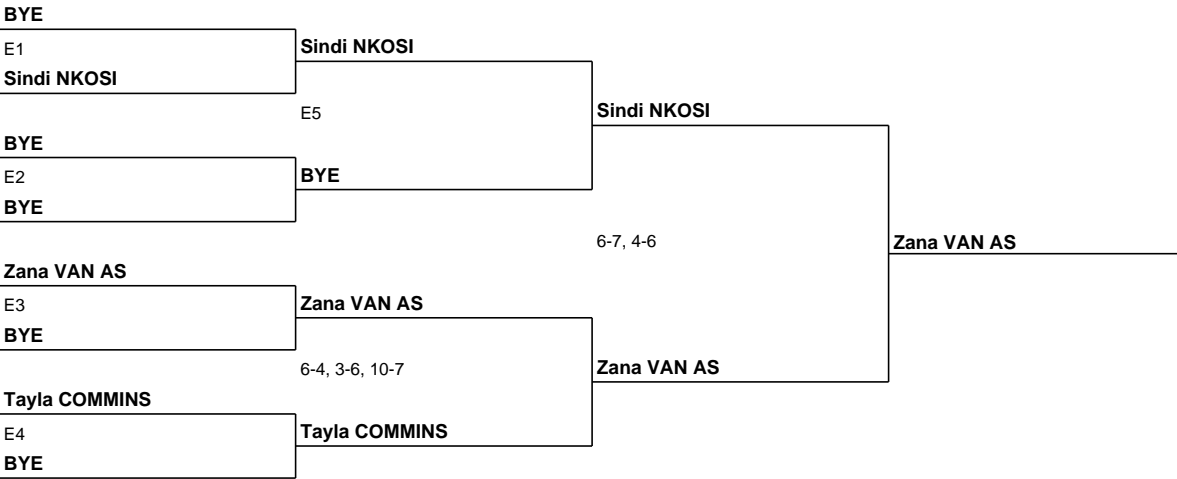 BYE
E1
Sindi NKOSI
BYE
E2
BYE
Zana VAN AS
E3
BYE
Tayla COMMINS
E4
BYE
Sindi NKOSI
E5
BYE
Zana VAN AS
6-4, 3-6, 10-7
Tayla COMMINS
Sindi NKOSI
6-7, 4-6
Zana VAN AS
Zana VAN AS